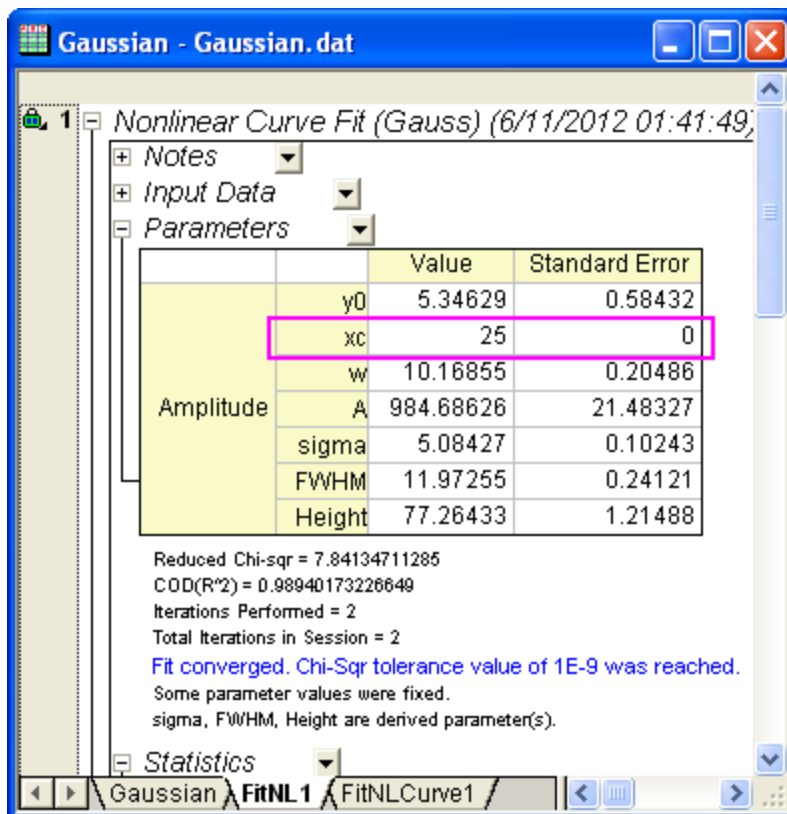 Gaussian - Gaussian.dat
1 Nonlinear Curve Fit (Gauss) (6/11/2012 01:41:49)
Notes
Input Data
Parameters
Value Standard Error
y0 5.34629 0.58432
xc 25 0
w 10.16855 0.20486
Amplitude A 984.68626 21.48327
sigma 5.08427 0.10243
FWHM 11.97255 0.24121
Height 77.26433 1.21488
Reduced Chi-sqr = 7.84134711285
COD(R^2) = 0.98940173226649
Iterations Performed = 2
Total Iterations in Session = 2
Fit converged. Chi-Sqr tolerance value of 1E-9 was reached.
Some parameter values were fixed.
sigma, FWHM, Height are derived parameter(s).
Statistics
Gaussian FitNL1 FitNLCurve1